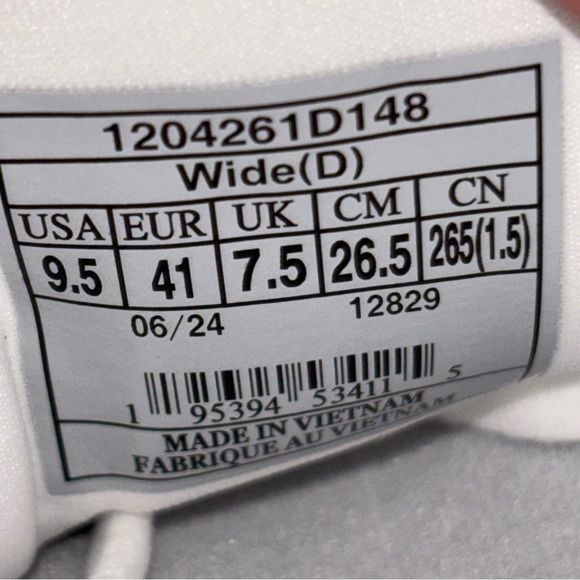 1204261D148
Wide(D)
USA EUR UK CM CN
9.5 41 7.5 26.5 265(1.5)
06/24 12829
1 95394 53411 5
MADE IN VIETNAM
FABRIQUE AU VIETNAM